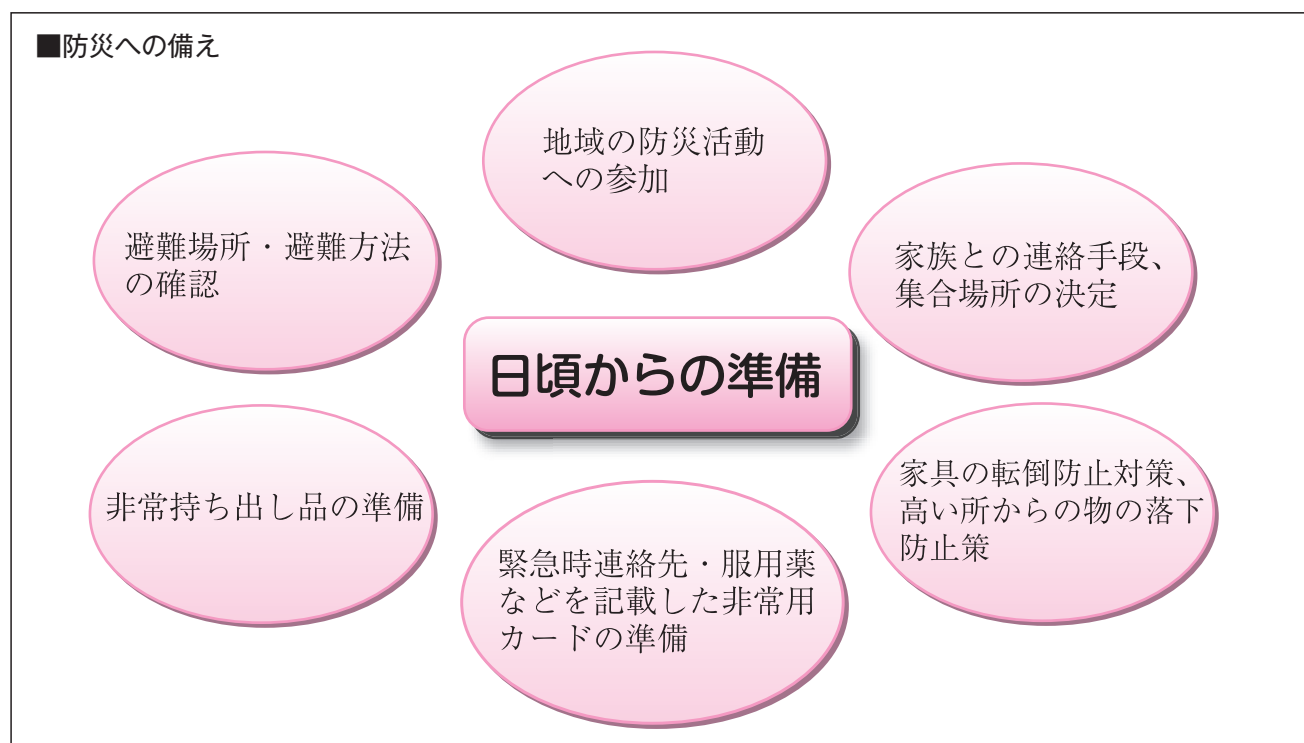 ■防災への備え
地域の防災活動
への参加
避難場所・避難方法
の確認
家族との連絡手段、
集合場所の決定
日頃からの準備
非常持ち出し品の準備
家具の転倒防止対策、
高い所からの物の落下
防止策
緊急時連絡先・服用薬
などを記載した非常用
カードの準備